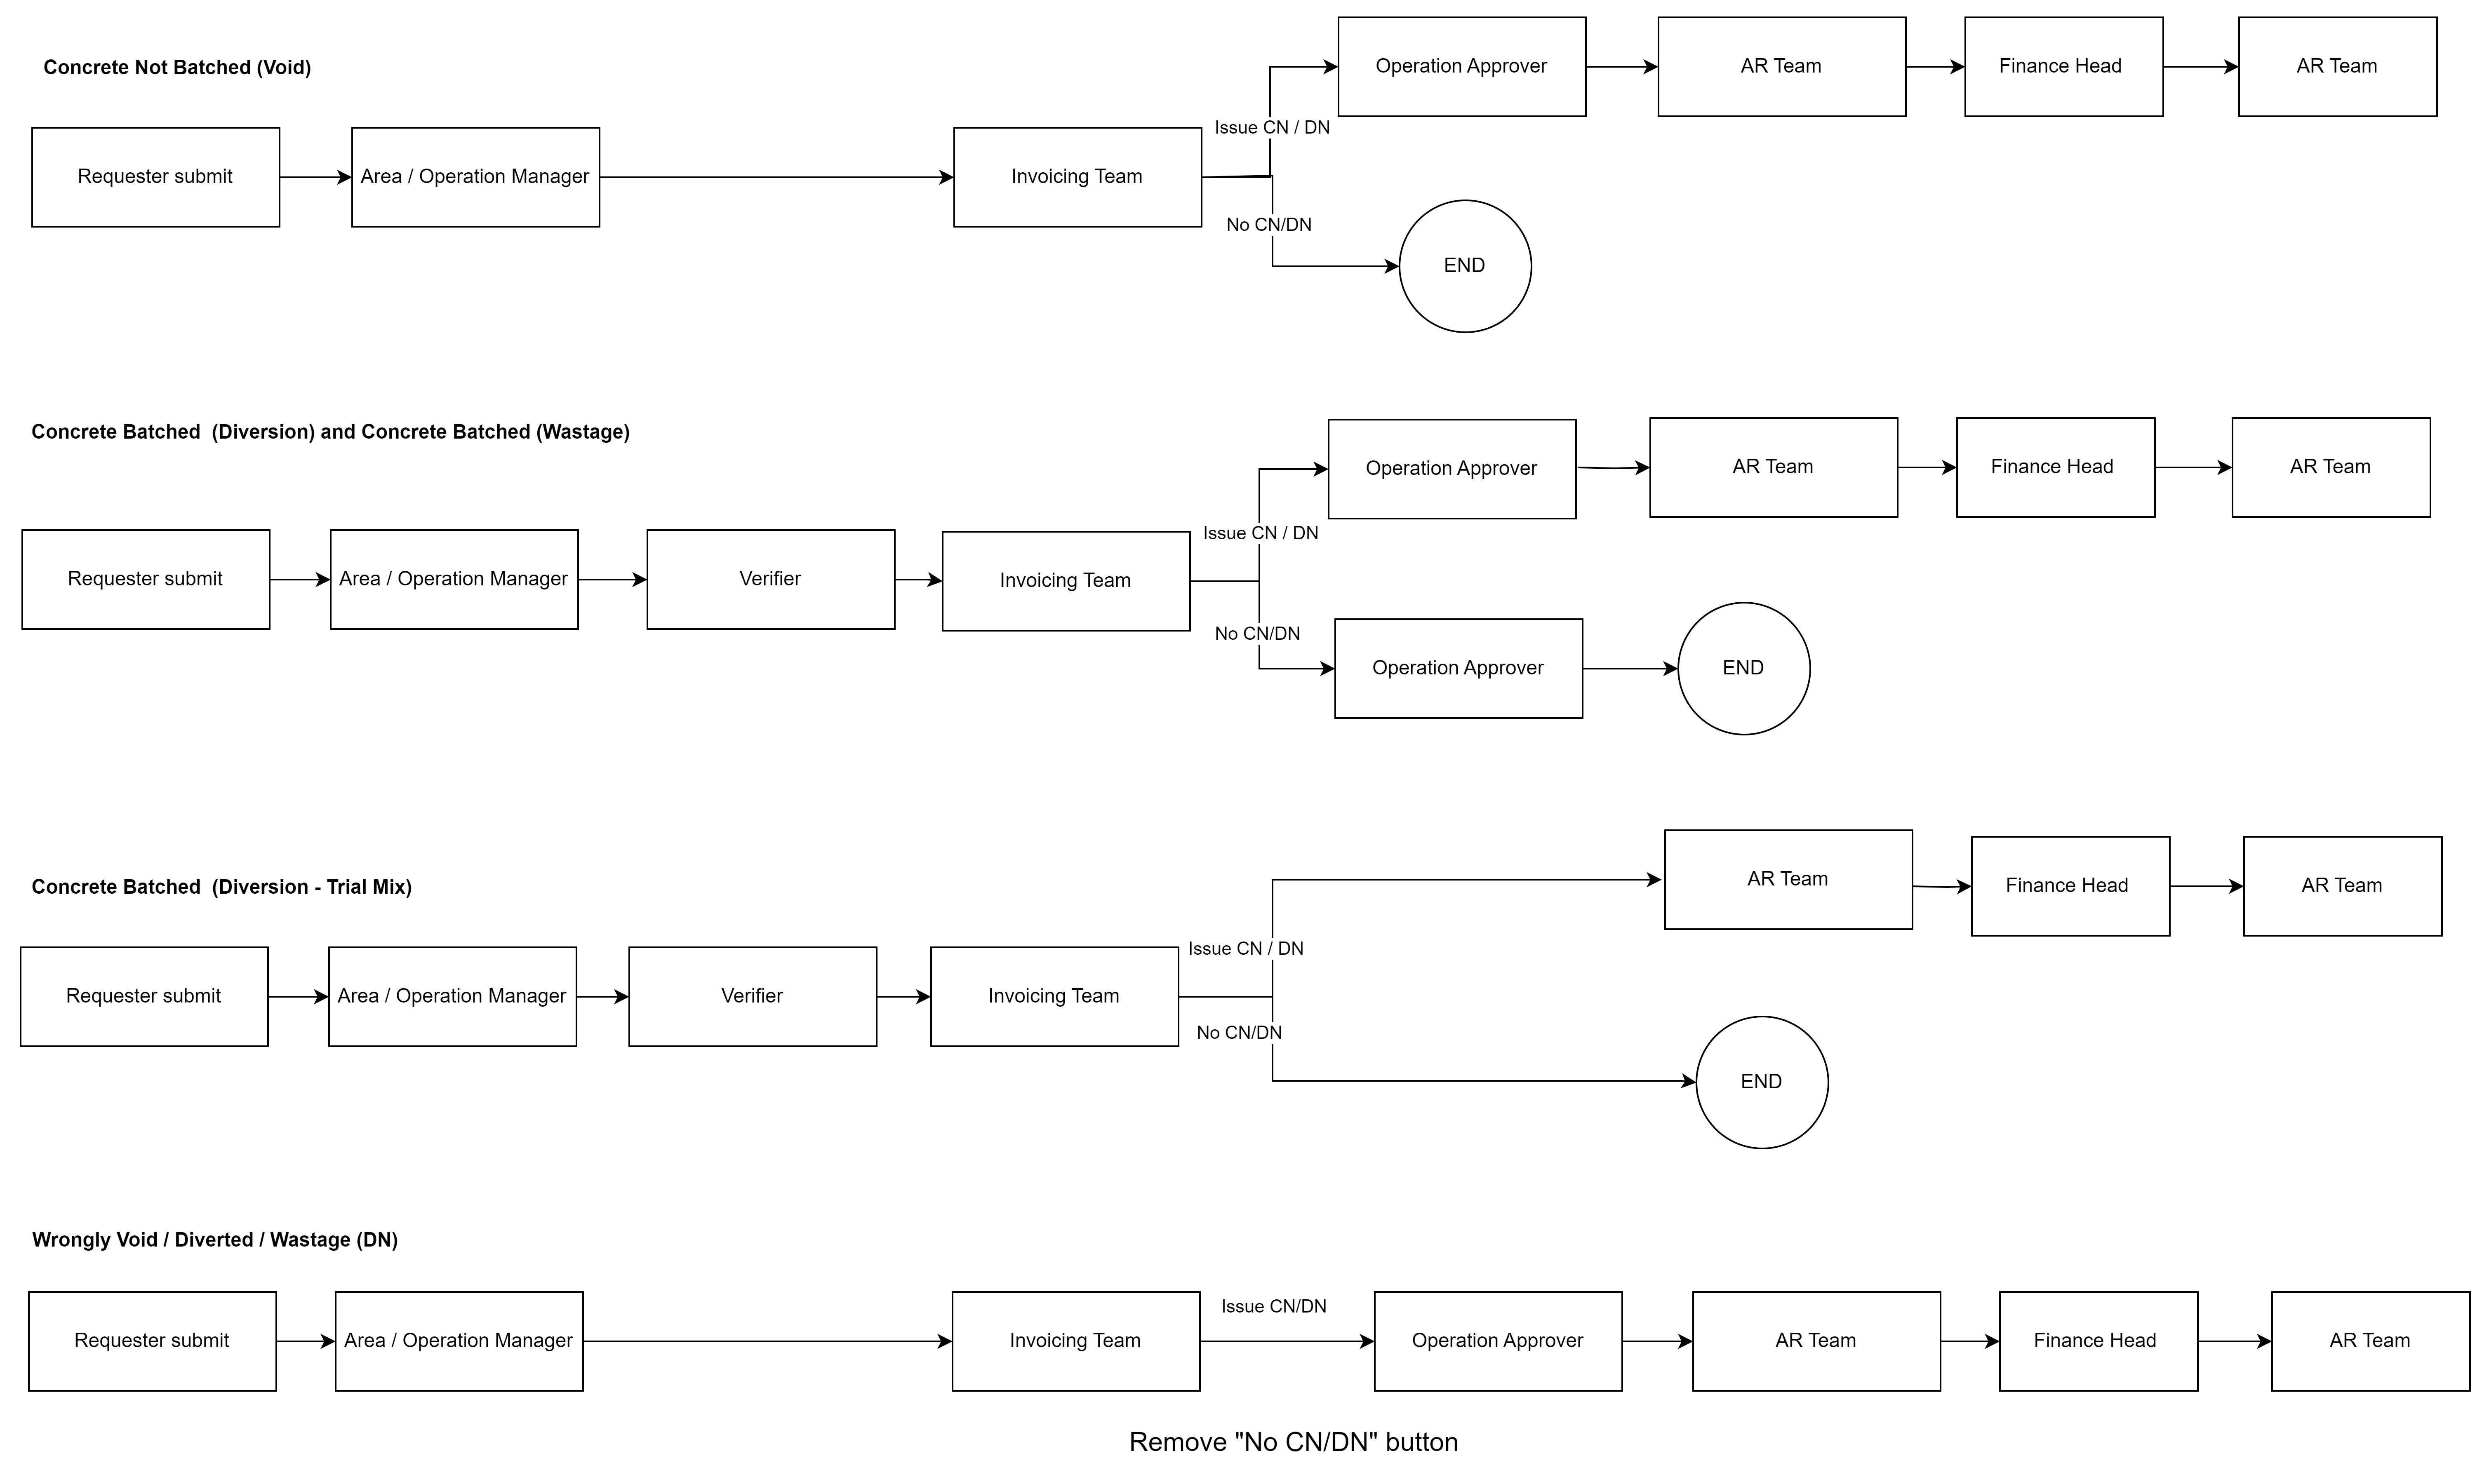 Concrete Not Batched (Void)
Operation Approver
AR Team
Finance Head
AR Team
Issue CN / DN
Requester submit
Area / Operation Manager
Invoicing Team
No CN/DN
END
Concrete Batched  (Diversion) and Concrete Batched (Wastage)
Operation Approver
AR Team
Finance Head
AR Team
Issue CN / DN
Requester submit
Area / Operation Manager
Verifier
Invoicing Team
No CN/DN
Operation Approver
END
Concrete Batched  (Diversion - Trial Mix)
AR Team
Finance Head
AR Team
Issue CN / DN
Requester submit
Area / Operation Manager
Verifier
Invoicing Team
No CN/DN
END
Wrongly Void / Diverted / Wastage (DN)
Issue CN/DN
Requester submit
Area / Operation Manager
Invoicing Team
Operation Approver
AR Team
Finance Head
AR Team
Remove "No CN/DN" button